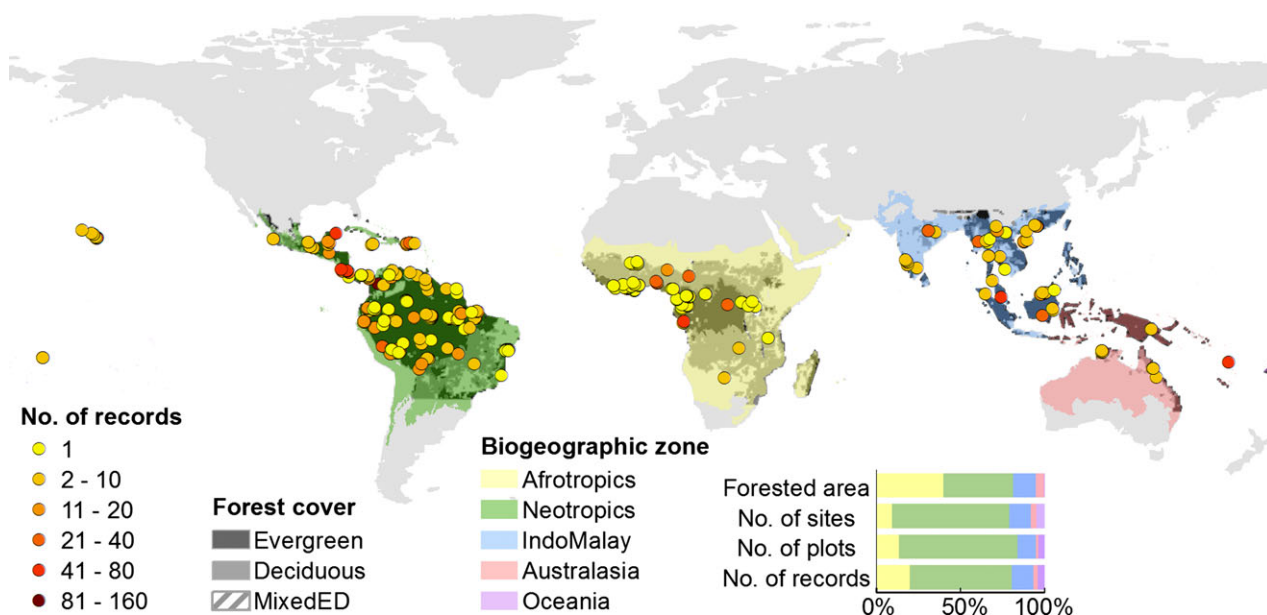 No. of records
1
2 - 10
11 - 20
21 - 40
41 - 80
81 - 160
Forest cover
Evergreen
Deciduous
MixedED
Biogeographic zone
Afrotropics
Neotropics
IndoMalay
Australasia
Oceania
Forested area
No. of sites
No. of plots
No. of records
0% 50% 100%